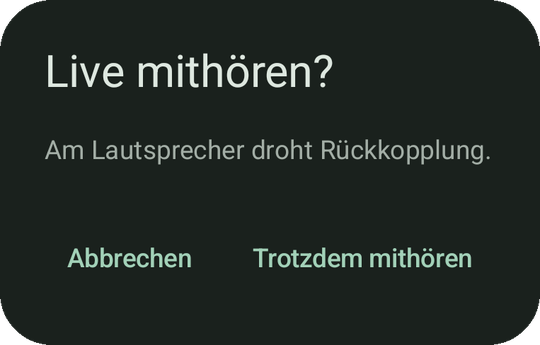 Live mithören?
Am Lautsprecher droht Rückkopplung.
Abbrechen
Trotzdem mithören